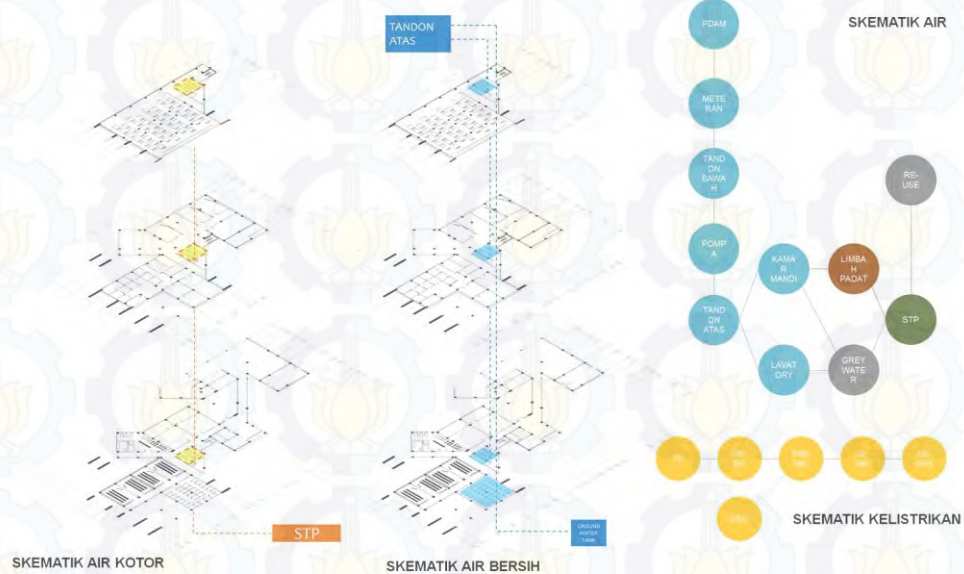 TANDON
ATAS
STP
SKEMATIK AIR KOTOR
GROUND
WATER
TANK
SKEMATIK AIR BERSIH
SKEMATIK AIR
PDAM
METE
RAN
TAND
ON
BAWA
H
POMP
A
TAND
ON
ATAS
KAMA
R
MANDI
LAVAT
ORY
LIMBA
H
PADAT
GREY
WATE
R
STP
RE-
USE
SKEMATIK KELISTRIKAN